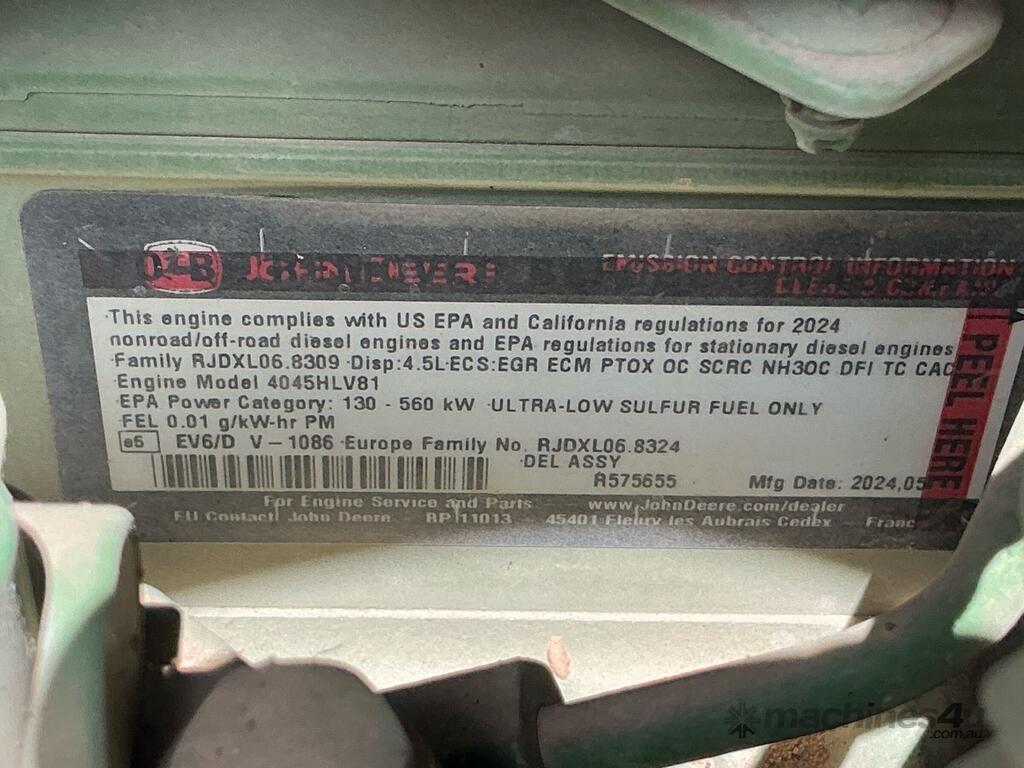 JOHN DEERE
EMISSION CONTROL INFORMATION
This engine complies with US EPA and California regulations for 2024
nonroad/off-road diesel engines and EPA regulations for stationary diesel engines
Family RJDXL06.8309 Disp:4.5L ECS:EGR ECM PTOX OC SCRC NH3OC DFI TC CAC
Engine Model 4045HLV81
EPA Power Category: 130 - 560 kW ULTRA-LOW SULFUR FUEL ONLY
FEL 0.01 g/kW-hr PM
e5 EV6/D V-1086 Europe Family No. RJDXL06.8324
DEL ASSY
R575655 Mfg Date: 2024,05
PEEL HERE
For Engine Service and Parts www.JohnDeere.com/dealer
EU Contact John Deere BP 11013 45401 Fleury les Aubrais Cedex France
machines4u
.com.au